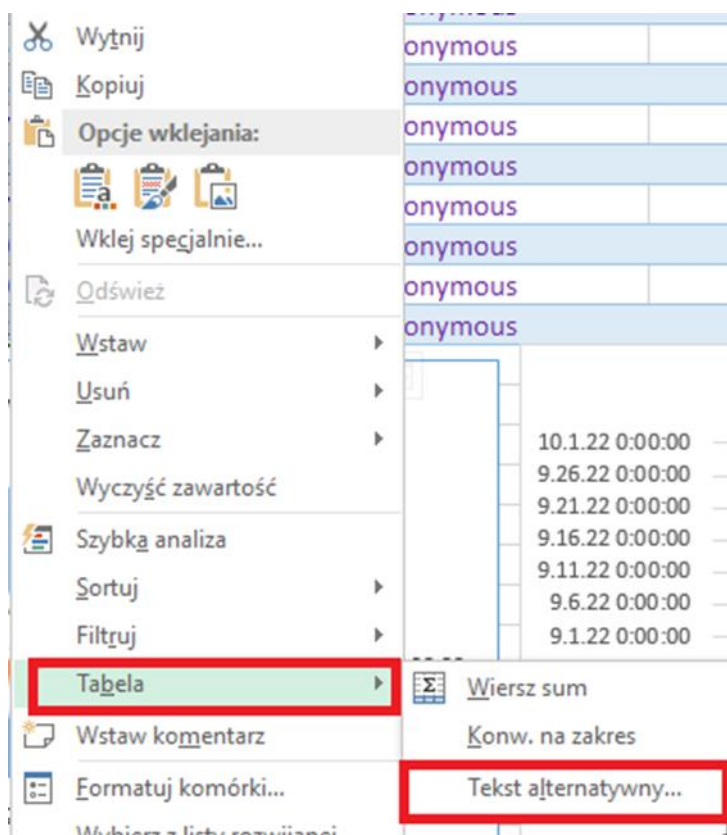 Wytnij
onymous
Kopiuj
onymous
Opcje wklejania:
onymous
onymous
onymous
Wklej specjalnie...
onymous
Odśwież
onymous
onymous
Wstaw
Usuń
Zaznacz
10.1.22 0:00:00
9.26.22 0:00:00
Wyczyść zawartość
9.21.22 0:00:00
Szybka analiza
9.16.22 0:00:00
9.11.22 0:00:00
Sortuj
9.6.22 0:00:00
Filtruj
9.1.22 0:00:00
Tabela
Wiersz sum
Wstaw komentarz
Konw. na zakres
Formatuj komórki...
Tekst alternatywny...
Wybierz z listy rozwijanej